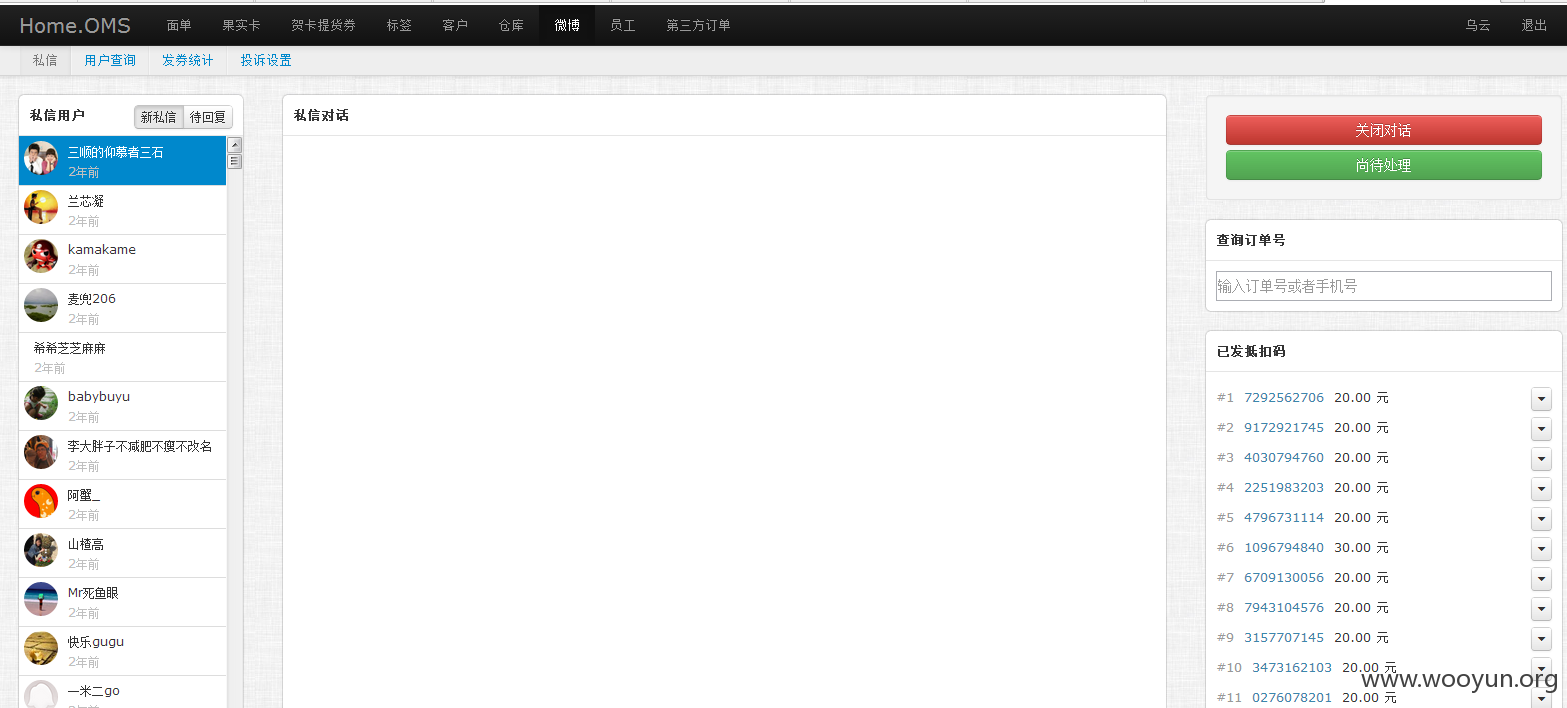 Home.OMS 面单 果实卡 贺卡提货券 标签 客户 仓库 微博 员工 第三方订单 乌云 退出
私信 用户查询 发券统计 投诉设置
私信用户 新私信 待回复
三顺的仰慕者三石
2年前
兰芯凝
2年前
kamakame
2年前
麦兜206
2年前
希希芝芝麻麻
2年前
babybuyu
2年前
李大胖子不减肥不瘦不改名
2年前
阿蟹_
2年前
山楂高
2年前
Mr死鱼眼
2年前
快乐gugu
2年前
一米二go
2年前
私信对话
关闭对话
尚待处理
查询订单号
输入订单号或者手机号
已发抵扣码
#1 7292562706 20.00 元
#2 9172921745 20.00 元
#3 4030794760 20.00 元
#4 2251983203 20.00 元
#5 4796731114 20.00 元
#6 1096794840 30.00 元
#7 6709130056 20.00 元
#8 7943104576 20.00 元
#9 3157707145 20.00 元
#10 3473162103 20.00 元
#11 0276078201 20.00 元
www.wooyun.org